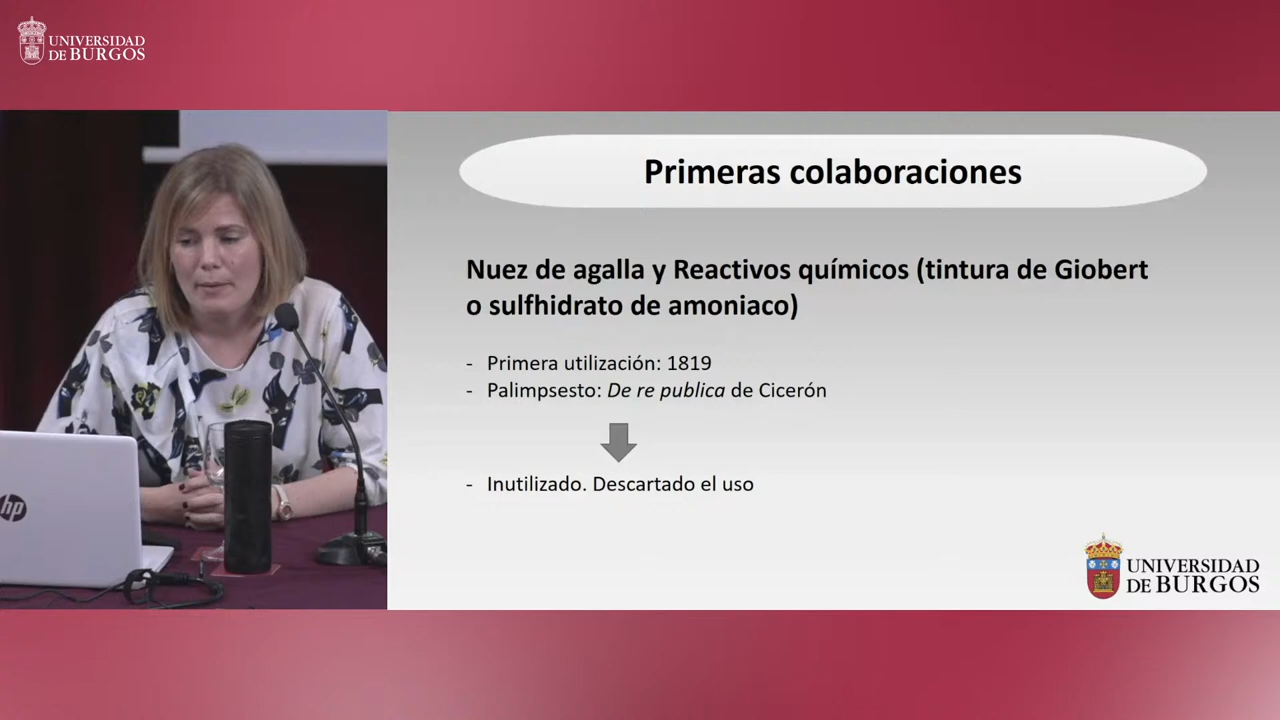 UNIVERSIDAD
DE BURGOS
Primeras colaboraciones
Nuez de agalla y Reactivos químicos (tintura de Giobert
o sulfhidrato de amoniaco)
- Primera utilización: 1819
- Palimpsesto: De re publica de Cicerón
- Inutilizado. Descartado el uso
hp
UNIVERSIDAD
DE BURGOS